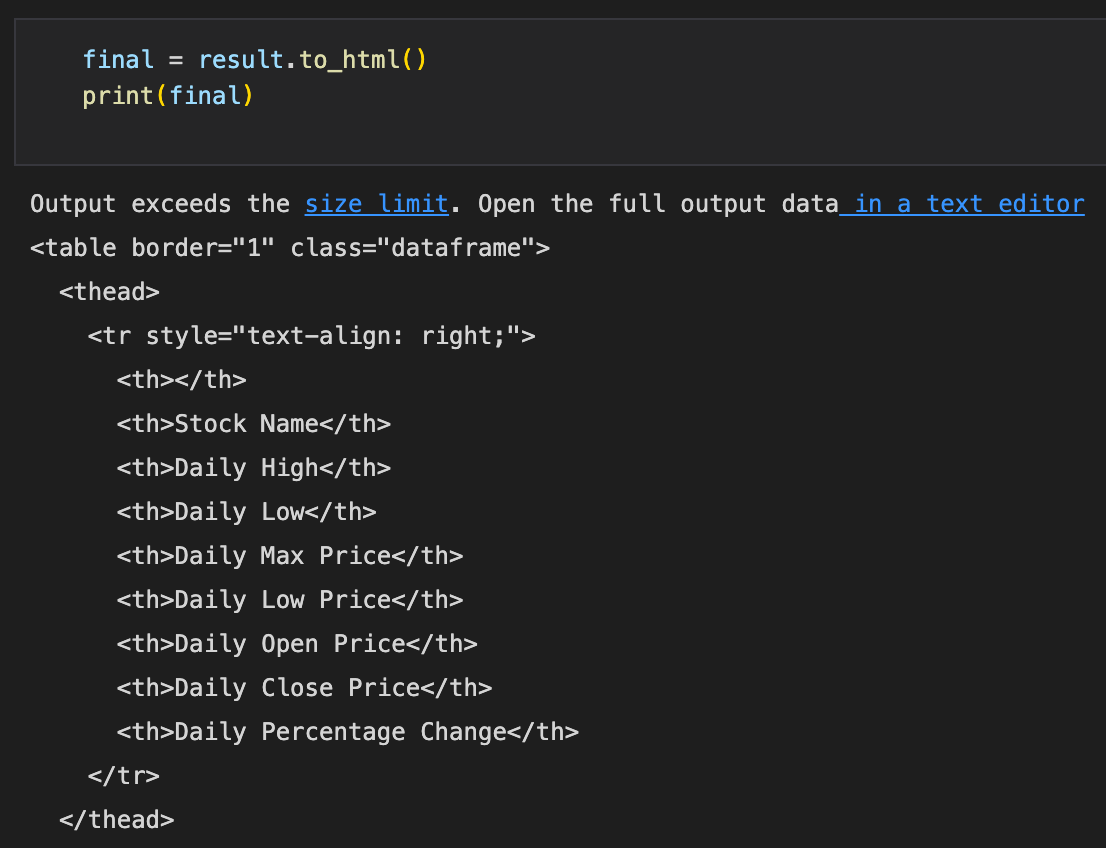 final = result.to_html()
print(final)
Output exceeds the size limit. Open the full output data in a text editor
<table border="1" class="dataframe">
  <thead>
    <tr style="text-align: right;">
      <th></th>
      <th>Stock Name</th>
      <th>Daily High</th>
      <th>Daily Low</th>
      <th>Daily Max Price</th>
      <th>Daily Low Price</th>
      <th>Daily Open Price</th>
      <th>Daily Close Price</th>
      <th>Daily Percentage Change</th>
    </tr>
  </thead>